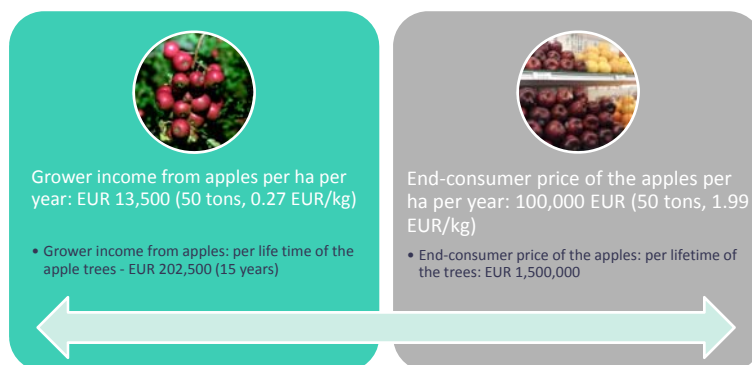 Grower income from apples per ha per
year: EUR 13,500 (50 tons, 0.27 EUR/kg)
• Grower income from apples: per life time of the
apple trees - EUR 202,500 (15 years)
End-consumer price of the apples per
ha per year: 100,000 EUR (50 tons, 1.99
EUR/kg)
• End-consumer price of the apples: per lifetime of
the trees: EUR 1,500,000